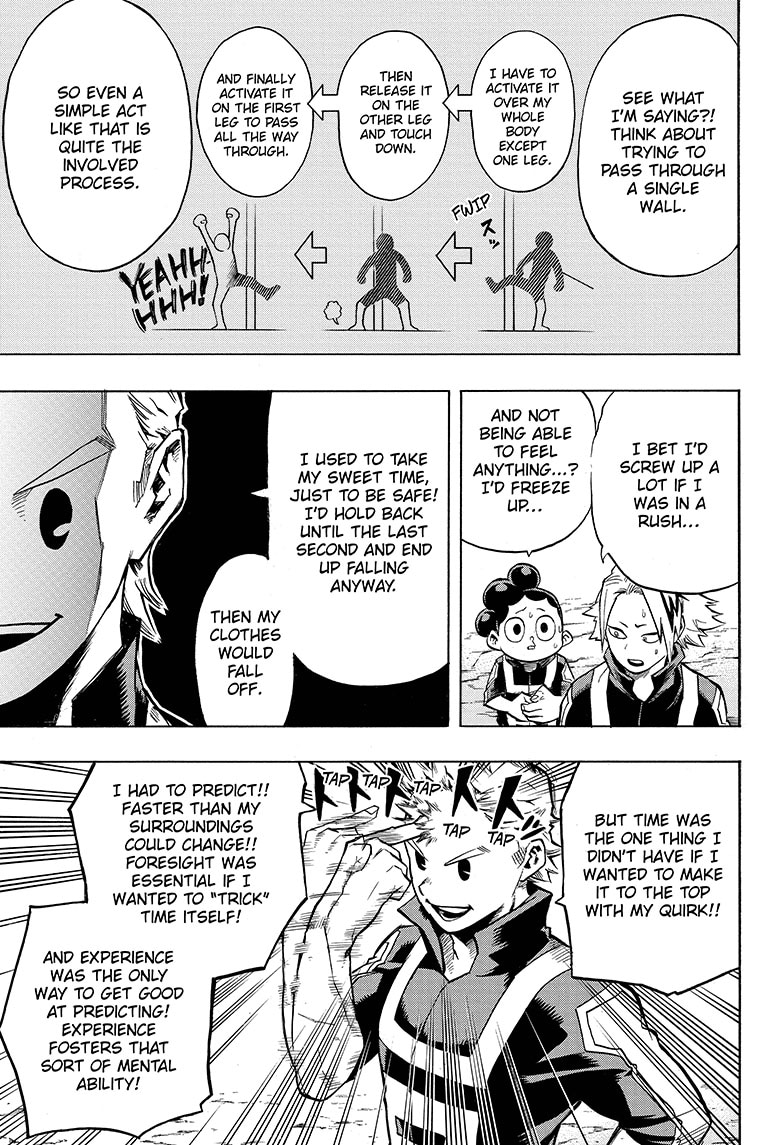 SEE WHAT
I'M SAYING?!
THINK ABOUT
TRYING TO
PASS THROUGH
A SINGLE
WALL.
I HAVE TO
ACTIVATE IT
OVER MY
WHOLE
BODY
EXCEPT
ONE LEG.
THEN
RELEASE IT
ON THE
OTHER LEG
AND TOUCH
DOWN.
AND FINALLY
ACTIVATE IT
ON THE FIRST
LEG TO PASS
ALL THE WAY
THROUGH.
SO EVEN A
SIMPLE ACT
LIKE THAT IS
QUITE THE
INVOLVED
PROCESS.
FWIP
スッ
YEAHH-
HHH!
I BET I'D
SCREW UP A
LOT IF I
WAS IN A
RUSH...
AND NOT
BEING ABLE
TO FEEL
ANYTHING...?
I'D FREEZE
UP...
I USED TO TAKE
MY SWEET TIME,
JUST TO BE SAFE!
I'D HOLD BACK
UNTIL THE LAST
SECOND AND END
UP FALLING
ANYWAY.
THEN MY
CLOTHES
WOULD
FALL
OFF.
BUT TIME WAS
THE ONE THING I
DIDN'T HAVE IF I
WANTED TO MAKE
IT TO THE TOP
WITH MY QUIRK!!
TAP
TAP
TAP
TAP
TAP
トトトトト
I HAD TO PREDICT!!
FASTER THAN MY
SURROUNDINGS
COULD CHANGE!!
FORESIGHT WAS
ESSENTIAL IF I
WANTED TO "TRICK"
TIME ITSELF!
AND EXPERIENCE
WAS THE ONLY
WAY TO GET GOOD
AT PREDICTING!
EXPERIENCE
FOSTERS THAT
SORT OF MENTAL
ABILITY!